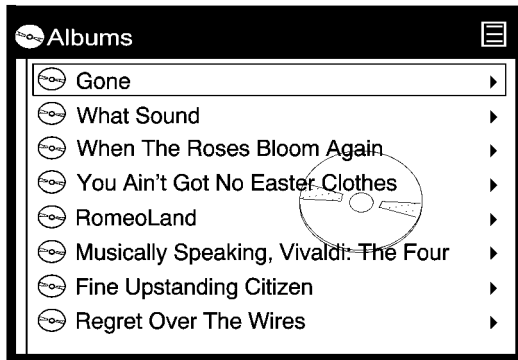 Albums
Gone
What Sound
When The Roses Bloom Again
You Ain't Got No Easter Clothes
RomeoLand
Musically Speaking, Vivaldi: The Four
Fine Upstanding Citizen
Regret Over The Wires